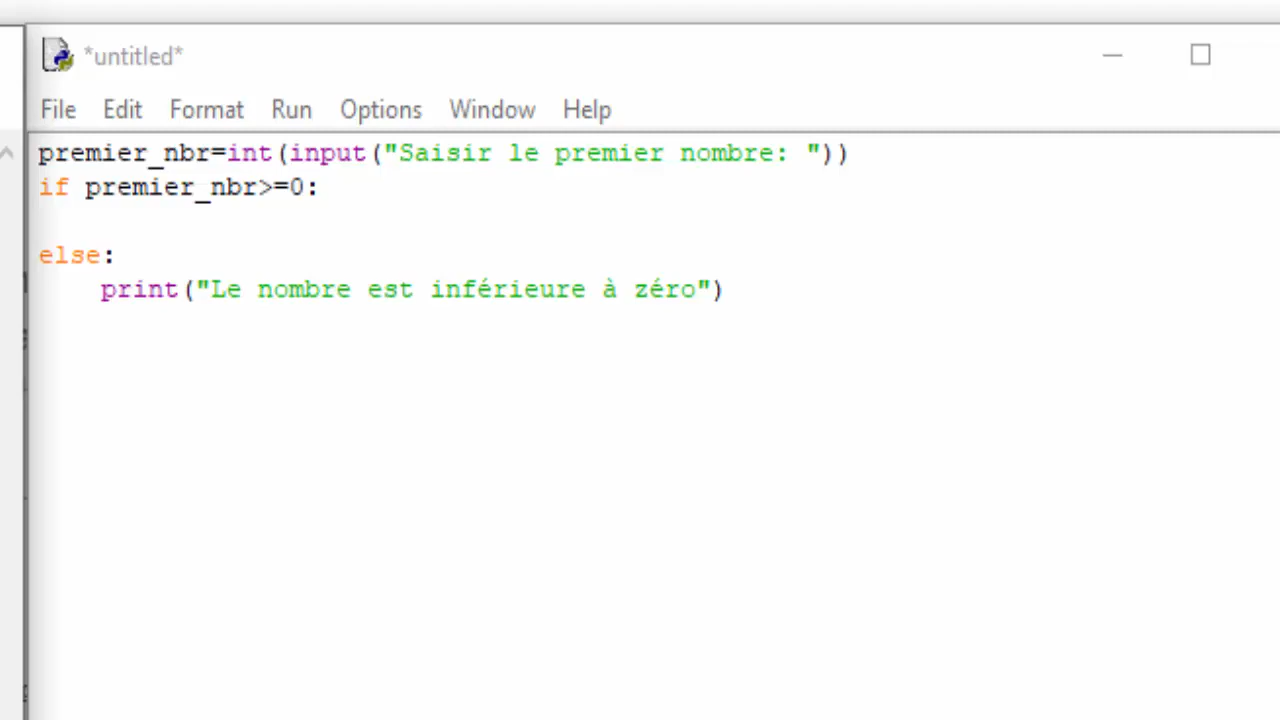 *untitled*
File Edit Format Run Options Window Help
premier_nbr=int(input("Saisir le premier nombre: "))
if premier_nbr>=0:
else:
    print("Le nombre est inférieure à zéro")